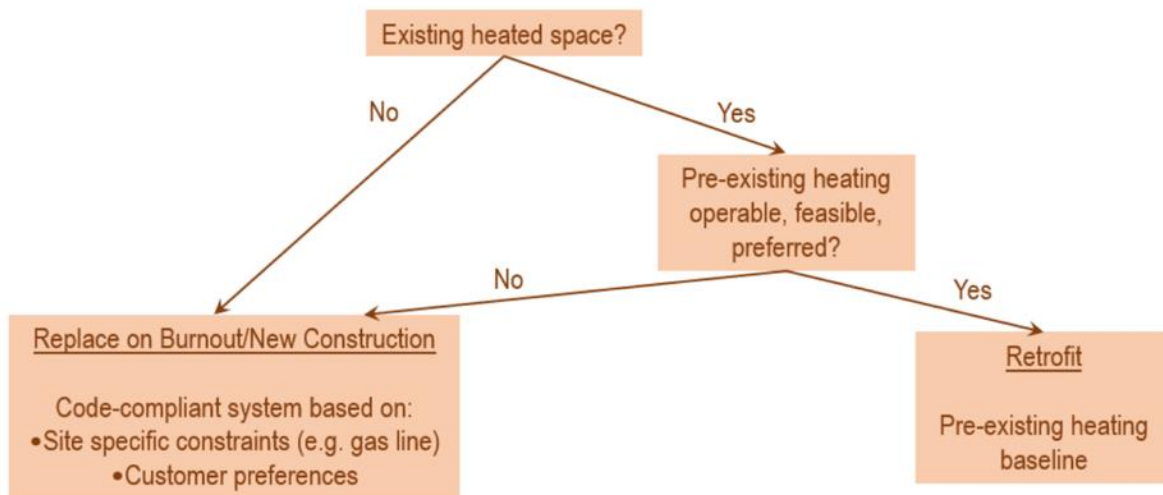 Existing heated space?
No
Yes
Pre-existing heating
operable, feasible,
preferred?
No
Yes
Replace on Burnout/New Construction
Code-compliant system based on:
•Site specific constraints (e.g. gas line)
•Customer preferences
Retrofit
Pre-existing heating
baseline